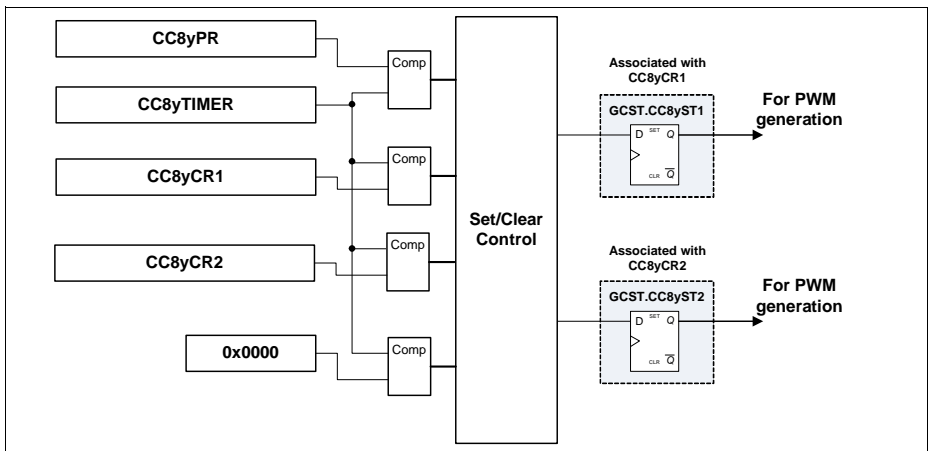 CC8yPR
CC8yTIMER
CC8yCR1
CC8yCR2
0x0000
Comp
Comp
Comp
Comp
Set/Clear
Control
Associated with
CC8yCR1
GCST.CC8yST1
D SET Q
CLR Q
For PWM
generation
Associated with
CC8yCR2
GCST.CC8yST2
D SET Q
CLR Q
For PWM
generation